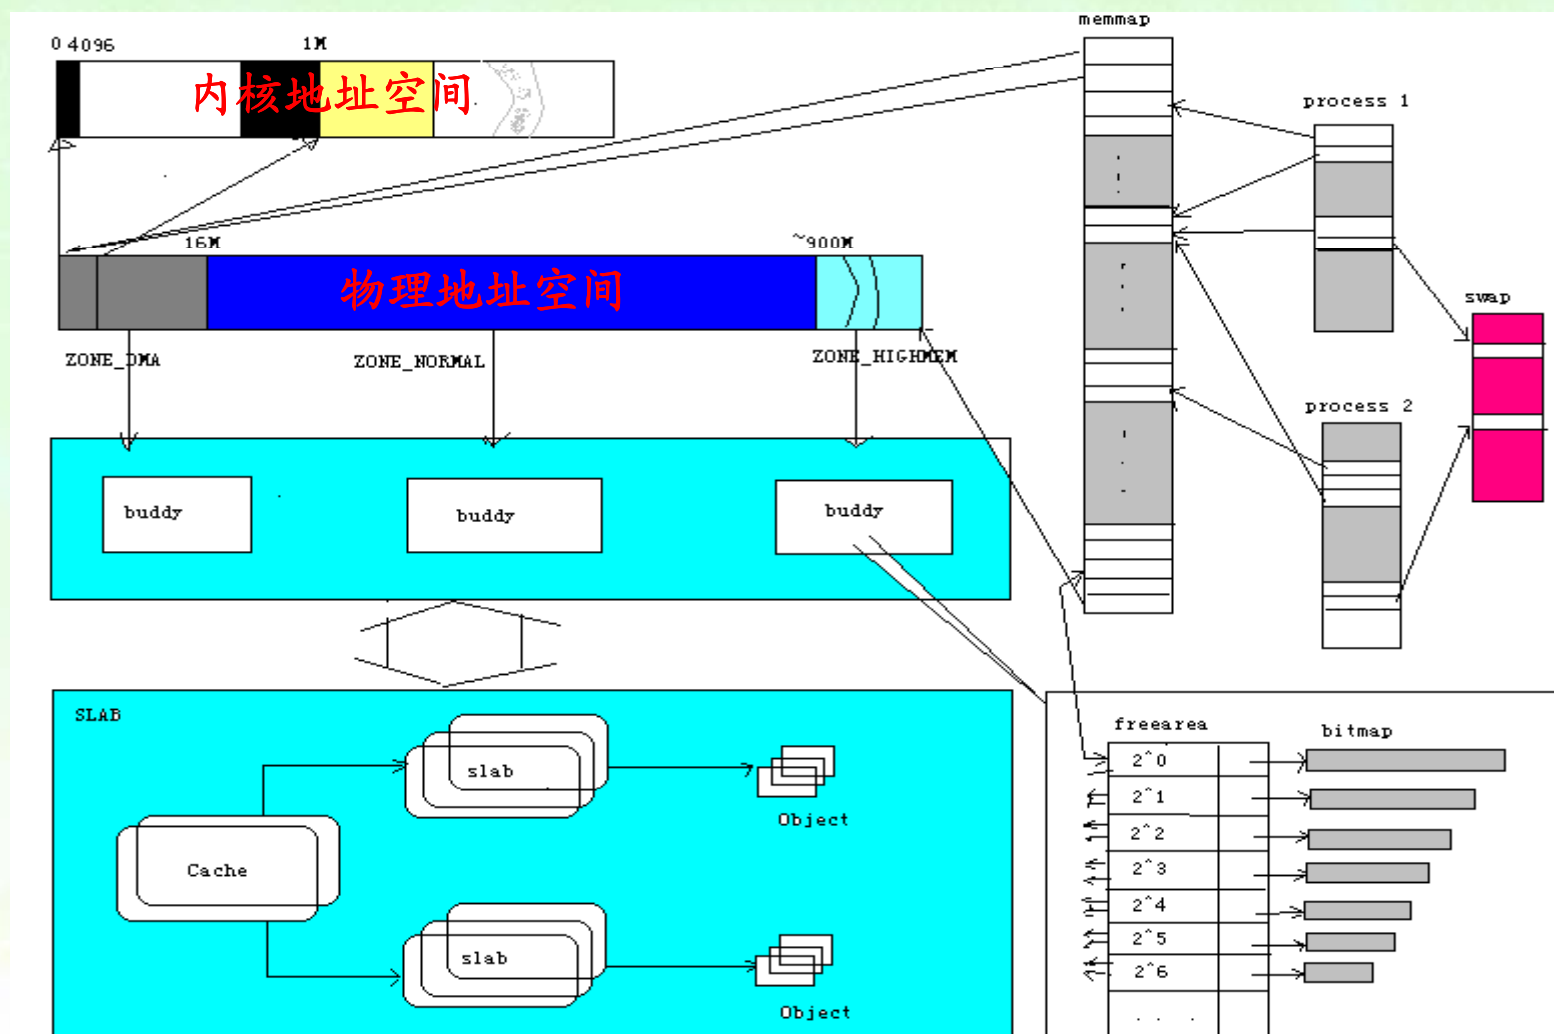 memmap
0 4096
1M
内核地址空间
process 1
16M
~900M
物理地址空间
swap
ZONE_DMA
ZONE_NORMAL
ZONE_HIGHMEM
process 2
buddy
buddy
buddy
SLAB
freearea
bitmap
slab
2^0
2^1
Object
2^2
Cache
2^3
2^4
slab
2^5
2^6
Object
. . .